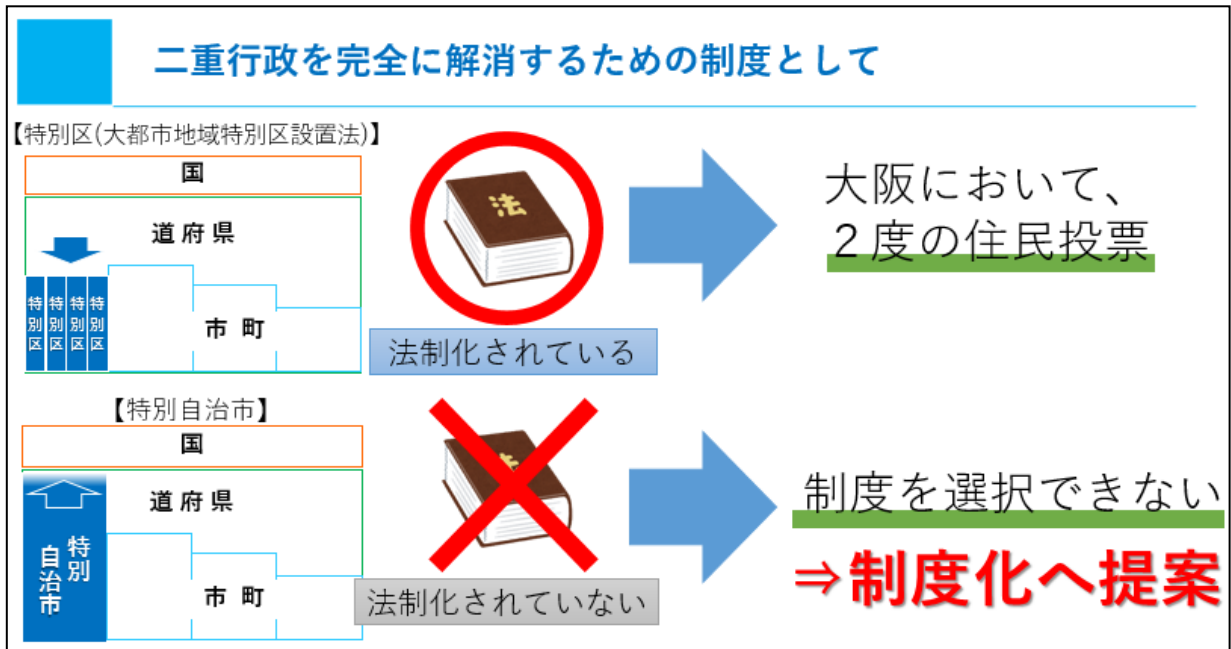 二重行政を完全に解消するための制度として
【特別区(大都市地域特別区設置法)】
国
道府県
特別区
特別区
特別区
特別区
市 町
法
法制化されている
大阪において、
２度の住民投票
【特別自治市】
国
道府県
特別
自治市
市 町
法
法制化されていない
制度を選択できない
⇒制度化へ提案